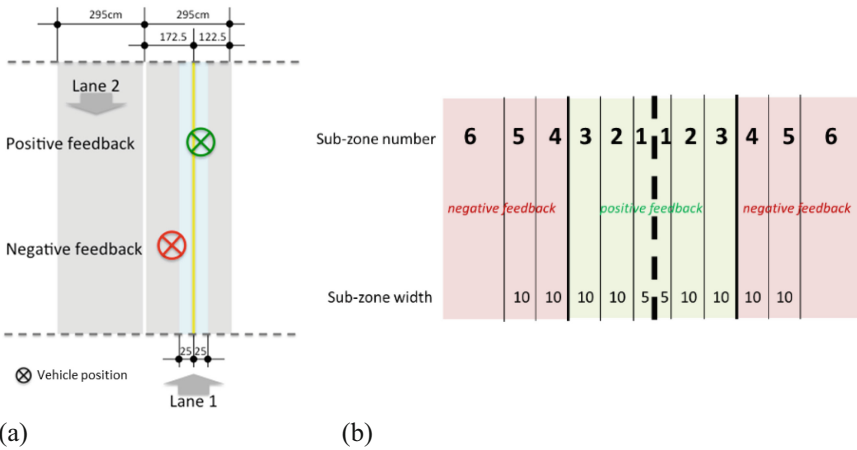 295cm 295cm
172.5 122.5
Lane 2
Positive feedback
Negative feedback
25 25
Vehicle position
Lane 1
(a)
Sub-zone number 6 5 4 3 2 1 1 2 3 4 5 6
negative feedback positive feedback negative feedback
Sub-zone width 10 10 10 10 5 5 10 10 10 10
(b)